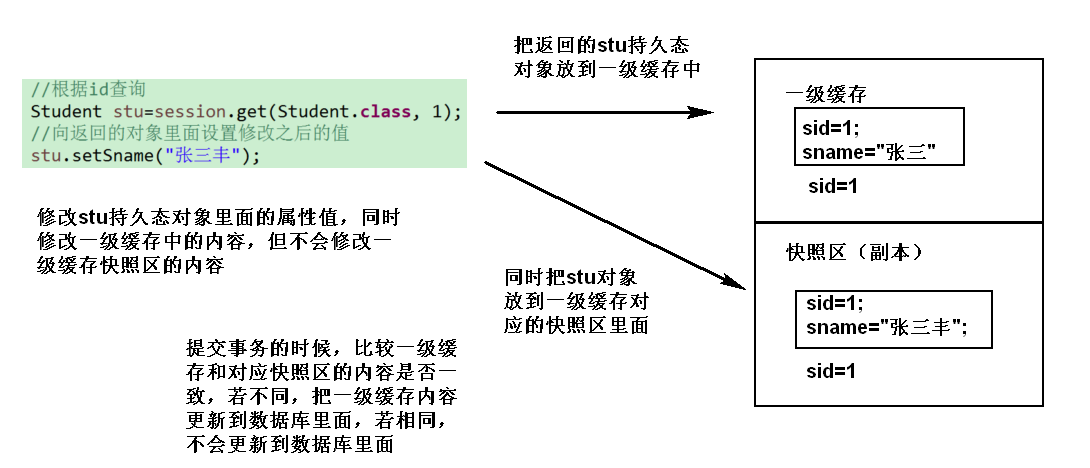 把返回的stu持久态
对象放到一级缓存中
//根据id查询
Student stu=session.get(Student.class, 1);
//向返回的对象里面设置修改之后的值
stu.setSname("张三丰");
一级缓存
sid=1;
sname="张三"
sid=1
修改stu持久态对象里面的属性值，同时
修改一级缓存中的内容，但不会修改一
级缓存快照区的内容
同时把stu对象
放到一级缓存对
应的快照区里面
快照区（副本）
sid=1;
sname="张三丰";
sid=1
提交事务的时候，比较一级缓
存和对应快照区的内容是否一
致，若不同，把一级缓存内容
更新到数据库里面，若相同，
不会更新到数据库里面